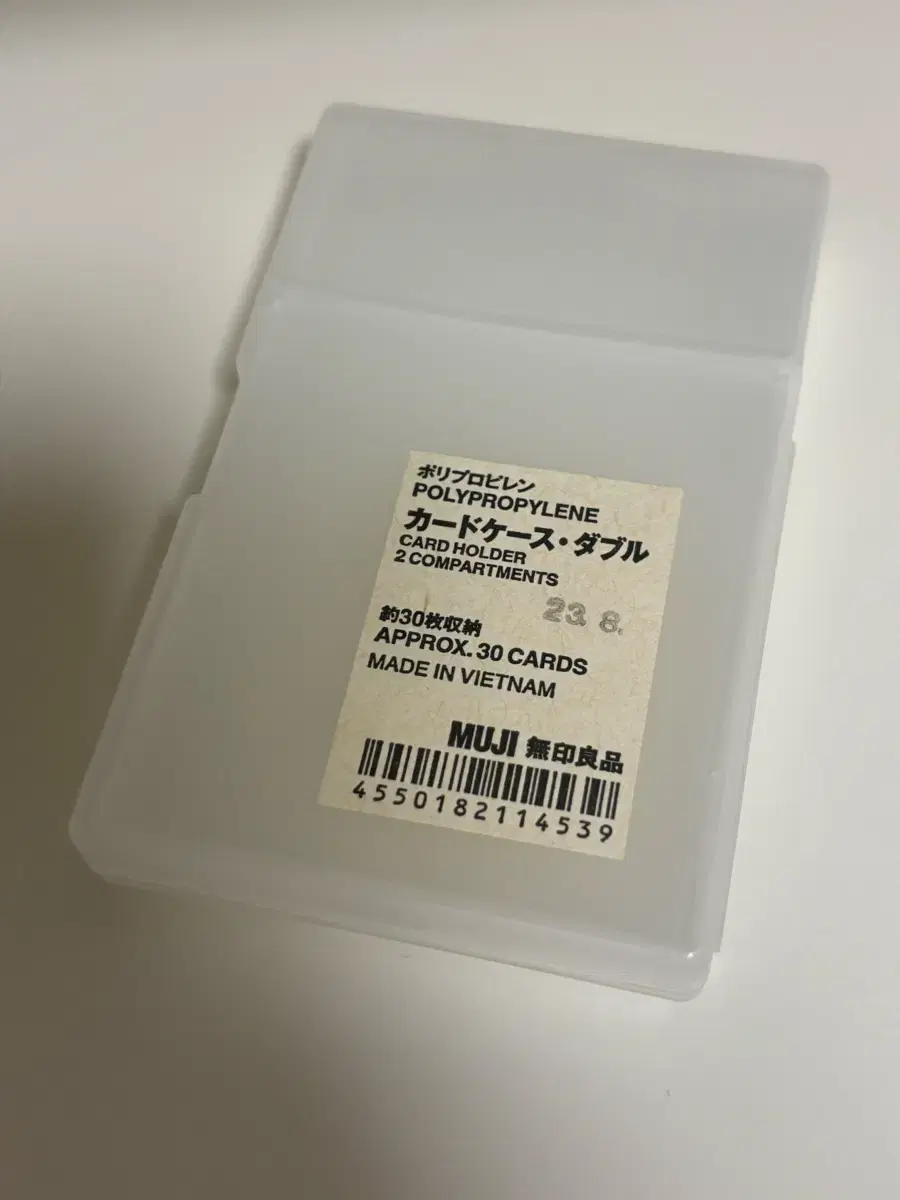 ポリプロピレン
POLYPROPYLENE
カードケース・ダブル
CARD HOLDER
2 COMPARTMENTS
23. 8.
約30枚収納
APPROX. 30 CARDS
MADE IN VIETNAM
MUJI 無印良品
4550182114539